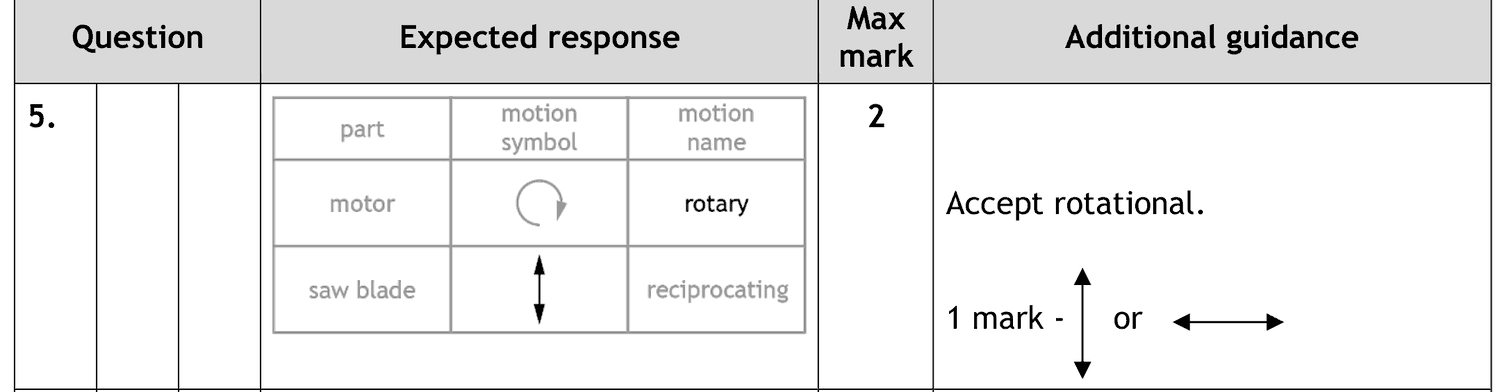 Question
Expected response
Max
mark
Additional guidance
5.
part
motion
symbol
motion
name
2
motor
rotary
Accept rotational.
saw blade
reciprocating
1 mark - or